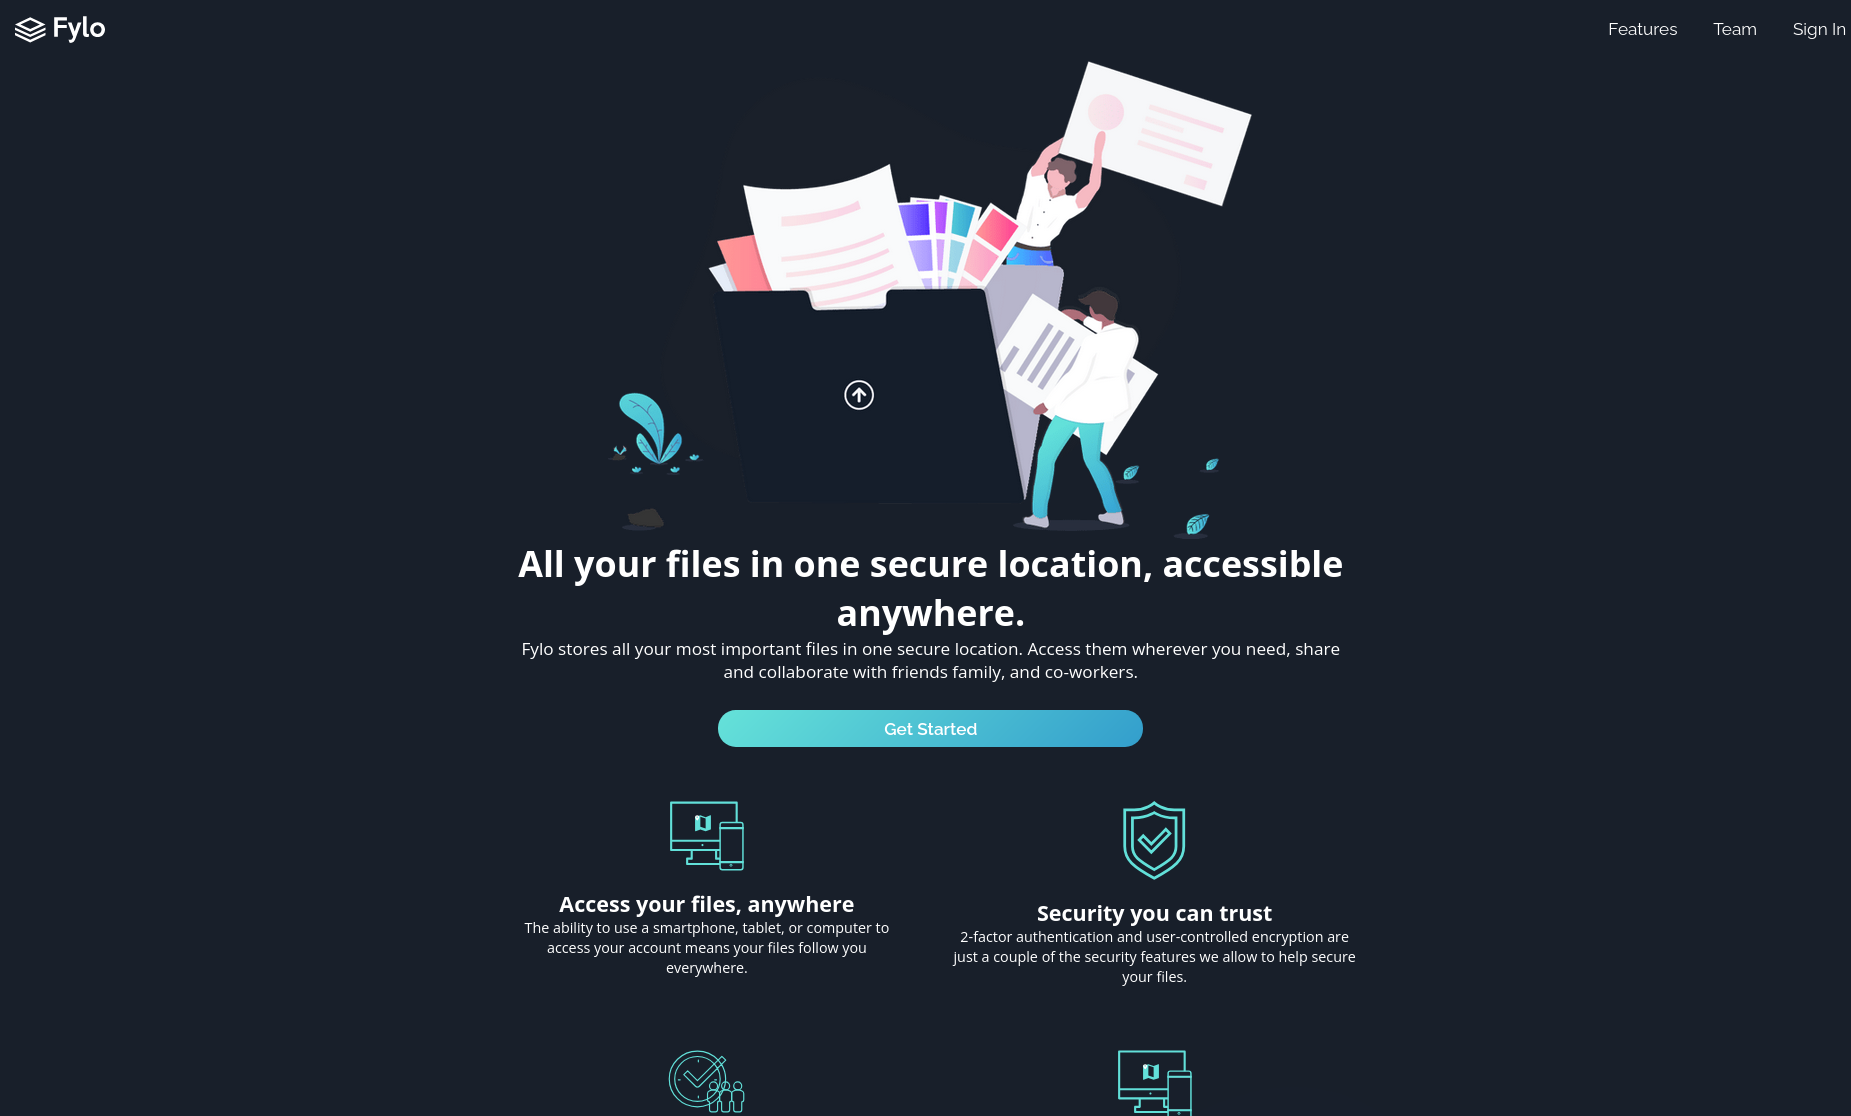 Fylo
Features
Team
Sign In
All your files in one secure location, accessible
anywhere.
Fylo stores all your most important files in one secure location. Access them wherever you need, share
and collaborate with friends family, and co-workers.
Get Started
Access your files, anywhere
The ability to use a smartphone, tablet, or computer to
access your account means your files follow you
everywhere.
Security you can trust
2-factor authentication and user-controlled encryption are
just a couple of the security features we allow to help secure
your files.